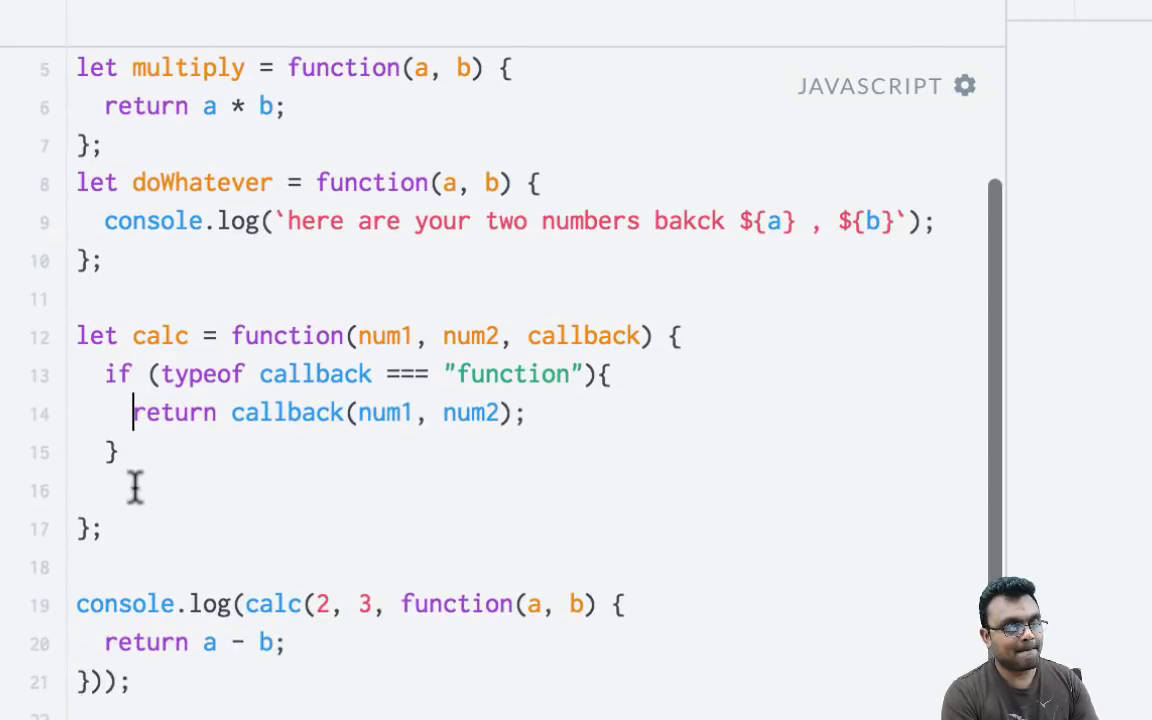 JAVASCRIPT
5 let multiply = function(a, b) {
6 return a * b;
7 };
8 let doWhatever = function(a, b) {
9 console.log(`here are your two numbers bakck ${a} , ${b}`);
10 };
11
12 let calc = function(num1, num2, callback) {
13 if (typeof callback === "function"){
14 return callback(num1, num2);
15 }
16
17 };
18
19 console.log(calc(2, 3, function(a, b) {
20 return a - b;
21 }));